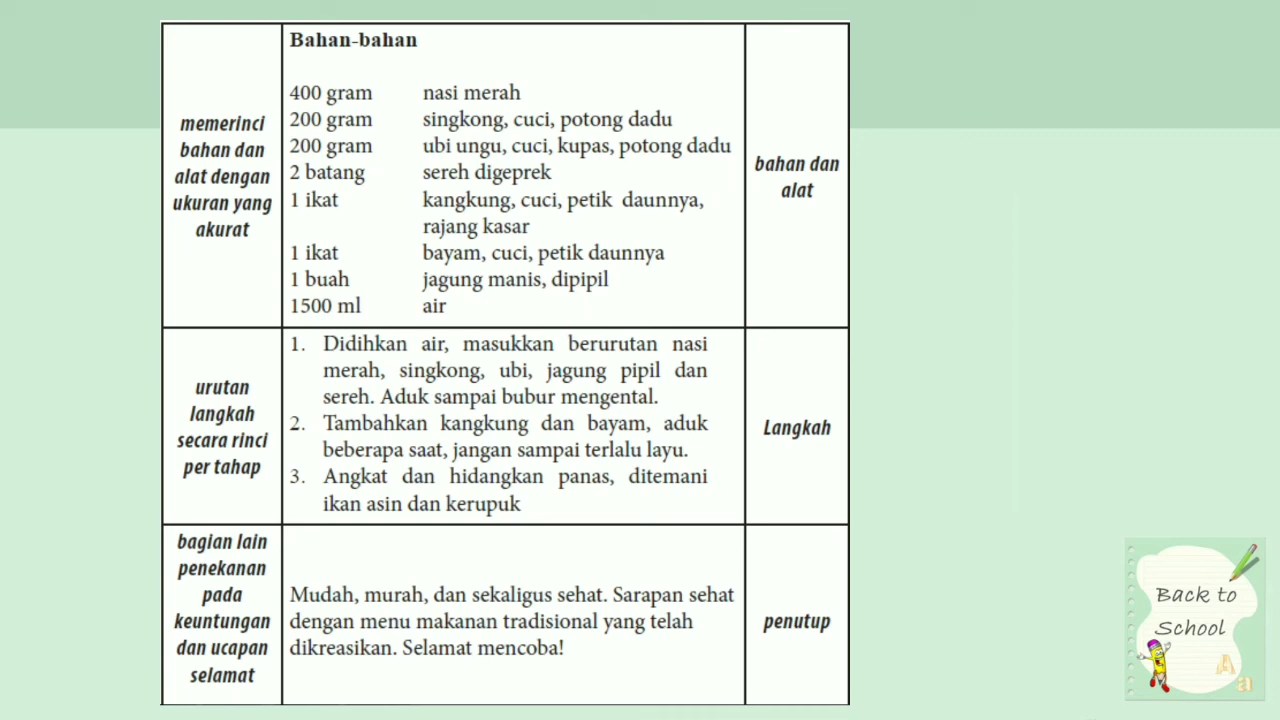 memerinci
bahan dan
alat dengan
ukuran yang
akurat
Bahan-bahan
400 gram nasi merah
200 gram singkong, cuci, potong dadu
200 gram ubi ungu, cuci, kupas, potong dadu
2 batang sereh digeprek
1 ikat kangkung, cuci, petik daunnya,
rajang kasar
1 ikat bayam, cuci, petik daunnya
1 buah jagung manis, dipipil
1500 ml air
bahan dan
alat
urutan
langkah
secara rinci
per tahap
1. Didihkan air, masukkan berurutan nasi
merah, singkong, ubi, jagung pipil dan
sereh. Aduk sampai bubur mengental.
2. Tambahkan kangkung dan bayam, aduk
beberapa saat, jangan sampai terlalu layu.
3. Angkat dan hidangkan panas, ditemani
ikan asin dan kerupuk
Langkah
bagian lain
penekanan
pada
keuntungan
dan ucapan
selamat
Mudah, murah, dan sekaligus sehat. Sarapan sehat
dengan menu makanan tradisional yang telah
dikreasikan. Selamat mencoba!
penutup
Back to
School
A
a